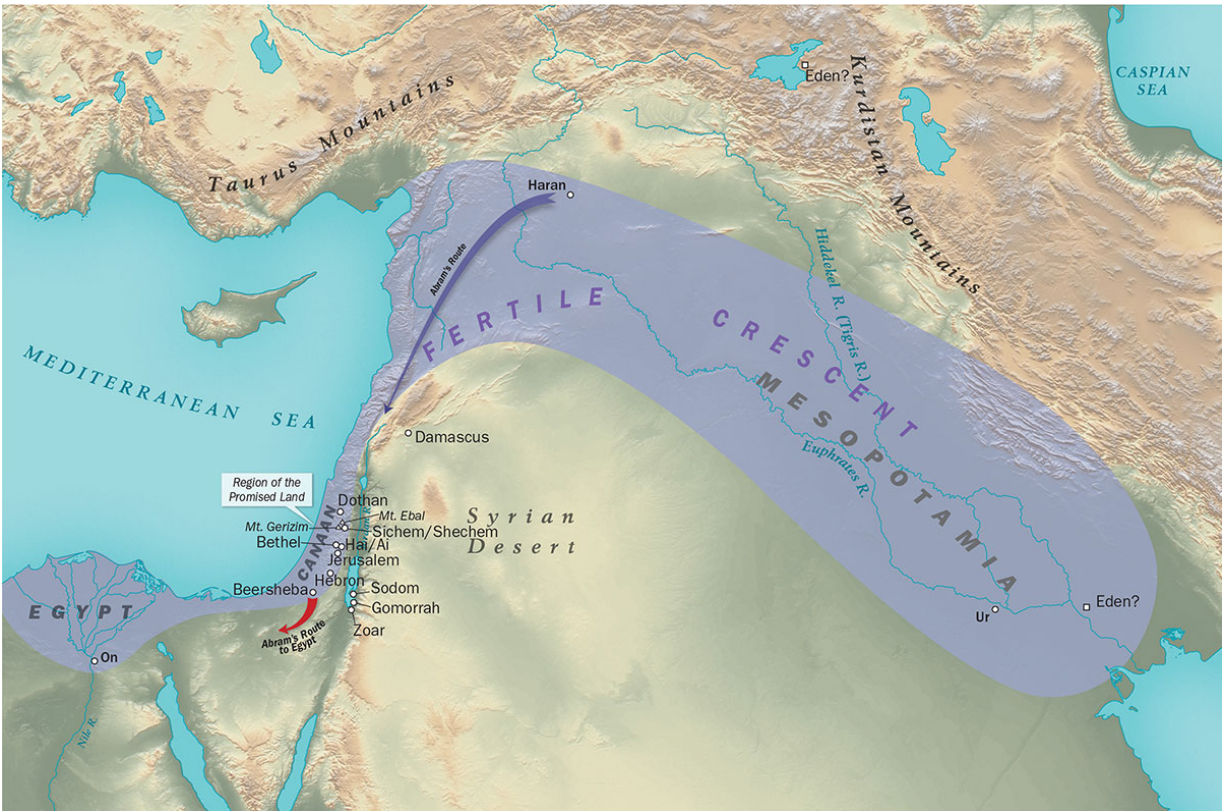 CASPIAN
SEA
Eden?
Kurdistan Mountains
Taurus Mountains
Haran
Abram's Route
Hiddekel R. (Tigris R.)
FERTILE CRESCENT
MESOPOTAMIA
Euphrates R.
MEDITERRANEAN SEA
Damascus
Region of the
Promised Land
CANAAN
Dothan
Mt. Ebal
Mt. Gerizim
Sichem/Shechem
Bethel
Hai/Ai
Jerusalem
Hebron
Beersheba
Sodom
Gomorrah
Zoar
Syrian
Desert
Abram's Route
to Egypt
EGYPT
On
Nile R.
Ur
Eden?